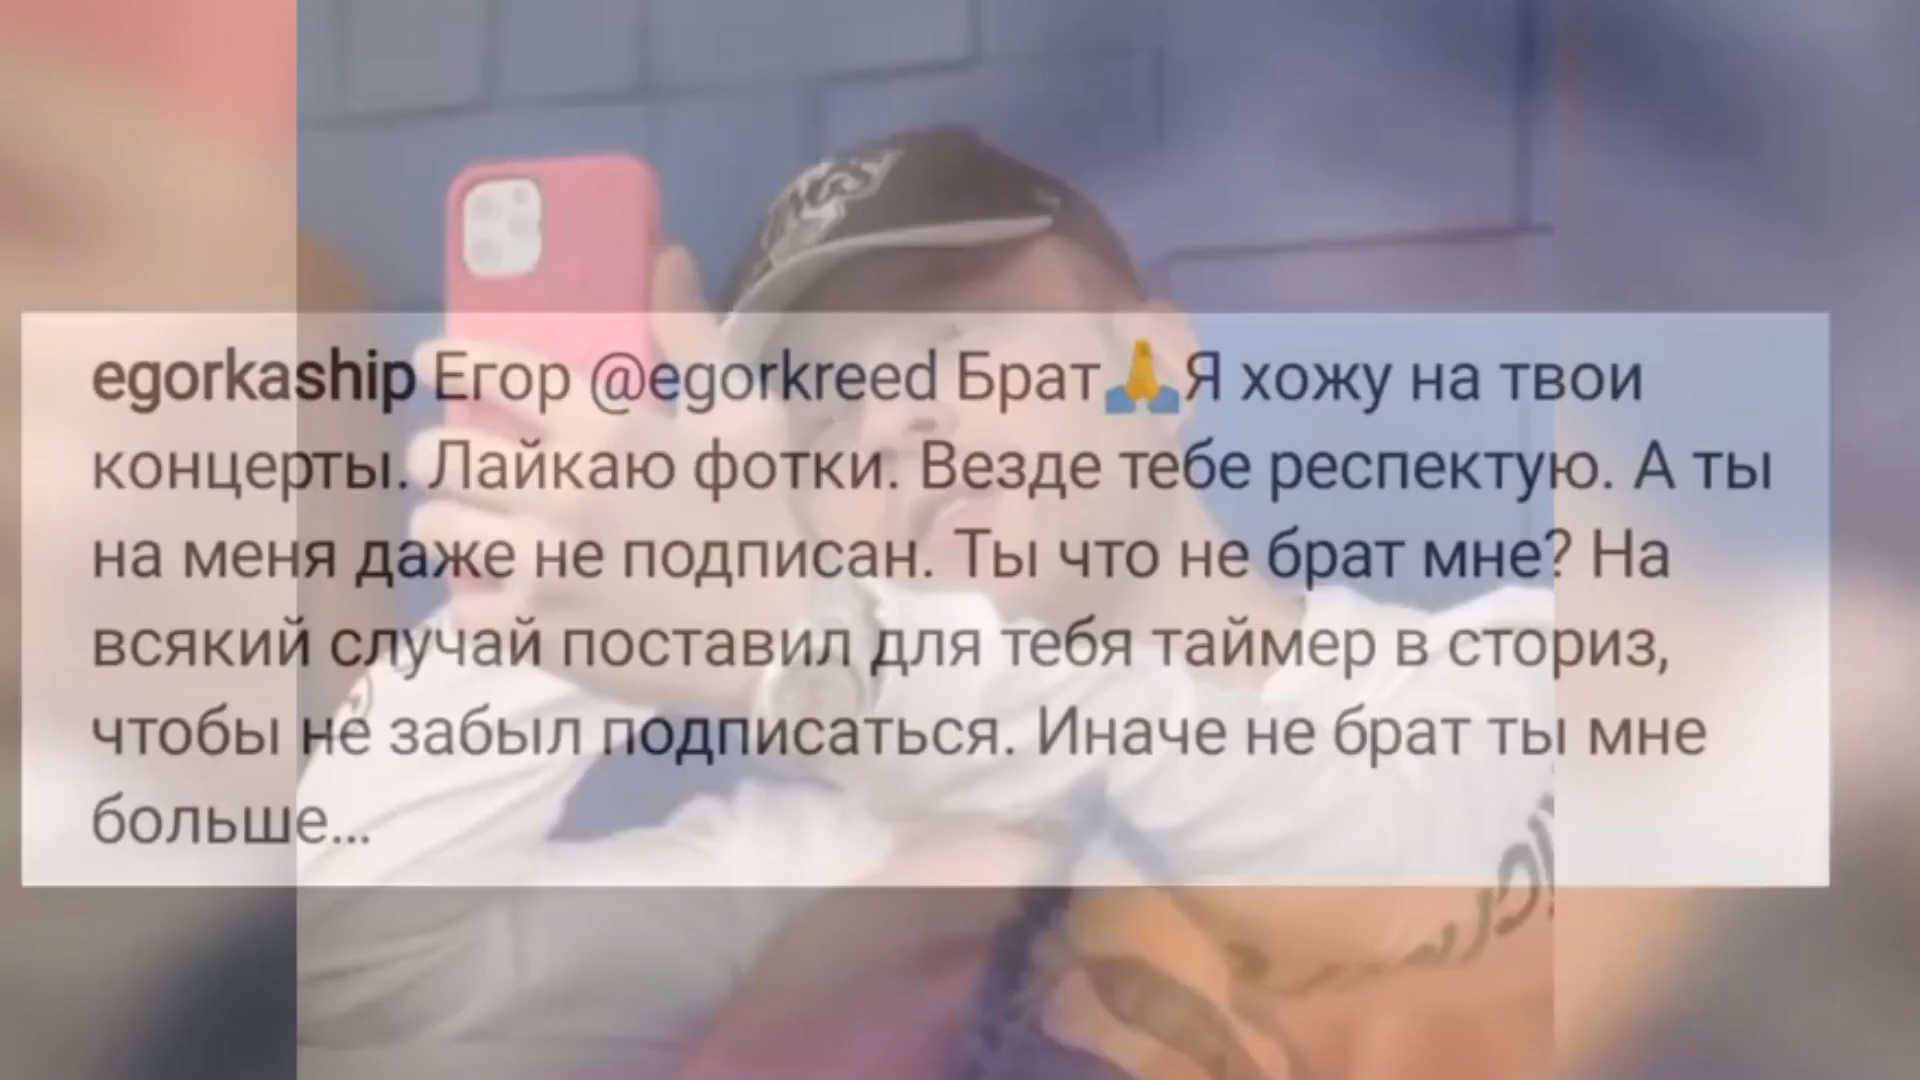 egorkaship Егор @egorkreed Брат🙏Я хожу на твои
концерты. Лайкаю фотки. Везде тебе респектую. А ты
на меня даже не подписан. Ты что не брат мне? На
всякий случай поставил для тебя таймер в сториз,
чтобы не забыл подписаться. Иначе не брат ты мне
больше...